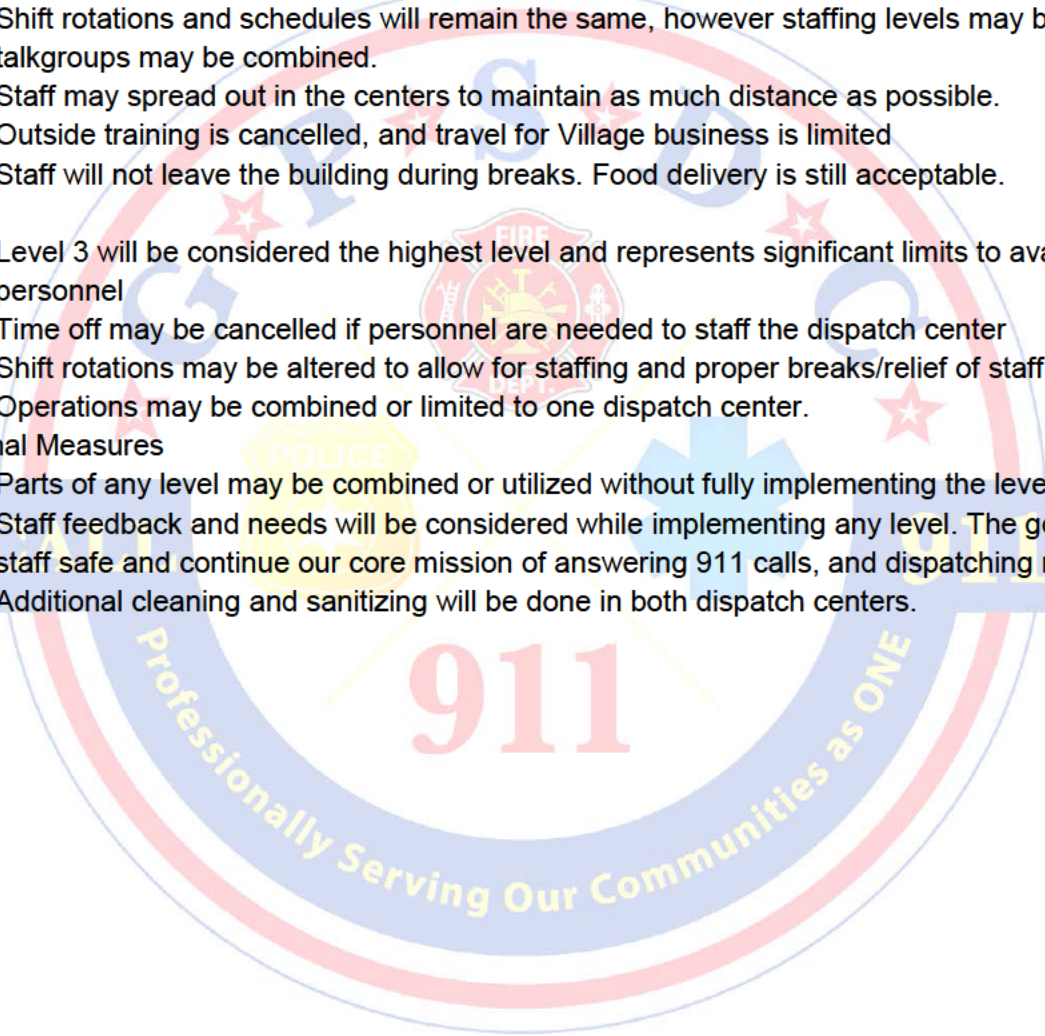 Shift rotations and schedules will remain the same, however staffing levels may b
talkgroups may be combined.
Staff may spread out in the centers to maintain as much distance as possible.
Outside training is cancelled, and travel for Village business is limited
Staff will not leave the building during breaks. Food delivery is still acceptable.
Level 3 will be considered the highest level and represents significant limits to ava
personnel
Time off may be cancelled if personnel are needed to staff the dispatch center
Shift rotations may be altered to allow for staffing and proper breaks/relief of staff
Operations may be combined or limited to one dispatch center.
nal Measures
Parts of any level may be combined or utilized without fully implementing the leve
Staff feedback and needs will be considered while implementing any level. The go
staff safe and continue our core mission of answering 911 calls, and dispatching
Additional cleaning and sanitizing will be done in both dispatch centers.
GPSDC
FIRE
DEPT.
POLICE
CALL
911
911
Professionally Serving Our Communities as ONE